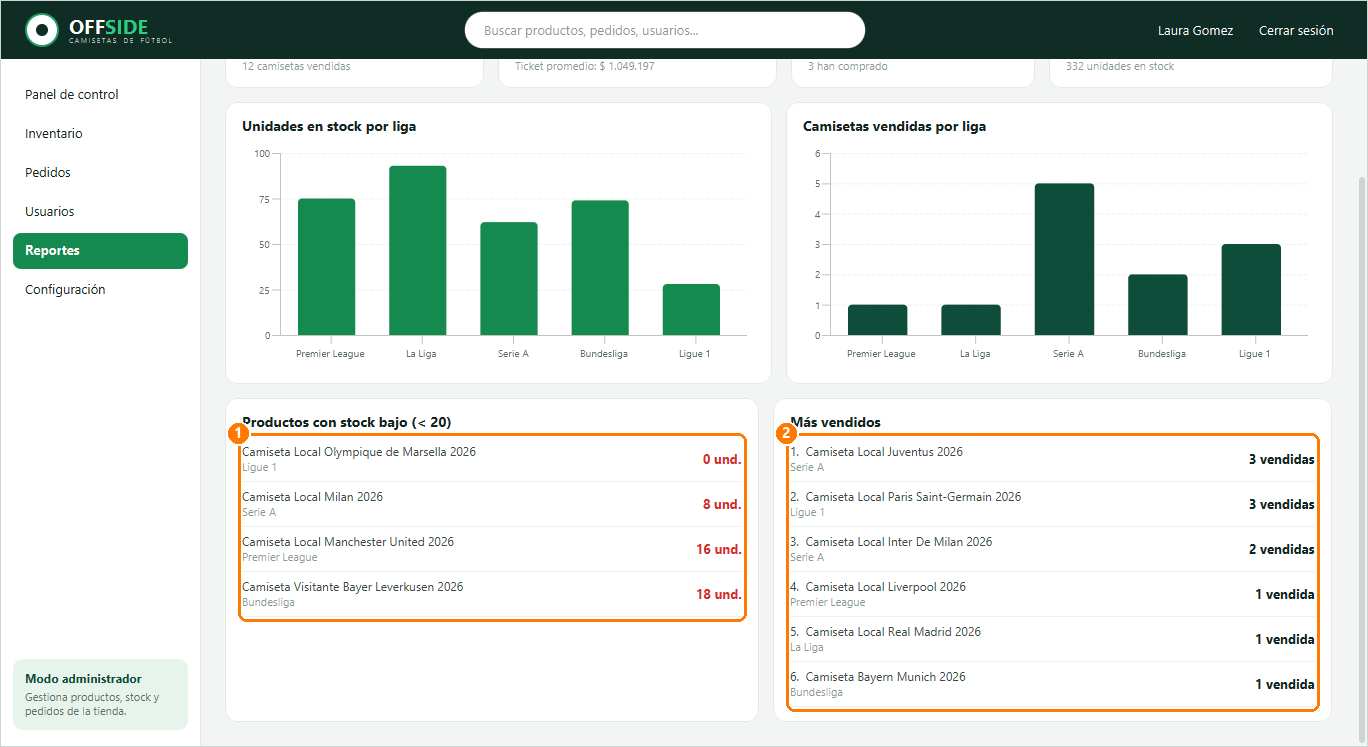 OFFSIDE
CAMISETAS DE FÚTBOL
Buscar productos, pedidos, usuarios...
Laura Gomez
Cerrar sesión
Panel de control
Inventario
Pedidos
Usuarios
Reportes
Configuración
Modo administrador
Gestiona productos, stock y
pedidos de la tienda.
12 camisetas vendidas
Ticket promedio: $ 1.049.197
3 han comprado
332 unidades en stock
Unidades en stock por liga
100
75
50
25
0
Premier League
La Liga
Serie A
Bundesliga
Ligue 1
Camisetas vendidas por liga
6
5
4
3
2
1
0
Premier League
La Liga
Serie A
Bundesliga
Ligue 1
Productos con stock bajo (< 20)
1
Camiseta Local Olympique de Marsella 2026
Ligue 1
0 und.
Camiseta Local Milan 2026
Serie A
8 und.
Camiseta Local Manchester United 2026
Premier League
16 und.
Camiseta Visitante Bayer Leverkusen 2026
Bundesliga
18 und.
Más vendidos
2
1. Camiseta Local Juventus 2026
Serie A
3 vendidas
2. Camiseta Local Paris Saint-Germain 2026
Ligue 1
3 vendidas
3. Camiseta Local Inter De Milan 2026
Serie A
2 vendidas
4. Camiseta Local Liverpool 2026
Premier League
1 vendida
5. Camiseta Local Real Madrid 2026
La Liga
1 vendida
6. Camiseta Bayern Munich 2026
Bundesliga
1 vendida